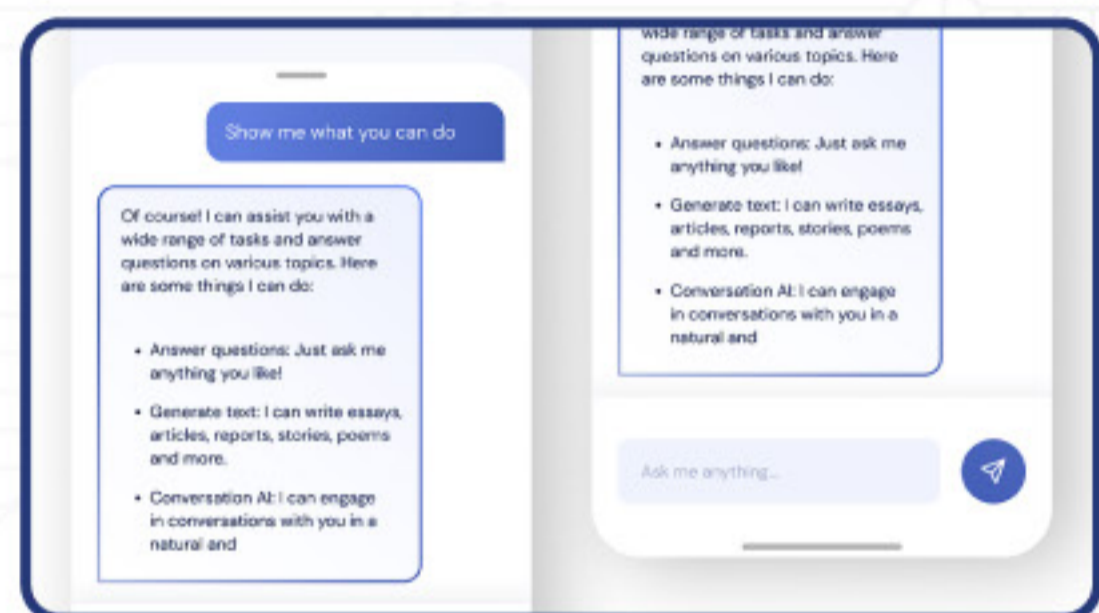 Show me what you can do
Of course! I can assist you with a
wide range of tasks and answer
questions on various topics. Here
are some things I can do:
• Answer questions: Just ask me
anything you like!
• Generate text: I can write essays,
articles, reports, stories, poems
and more.
• Conversation AI: I can engage
in conversations with you in a
natural and
wide range of tasks and answer
questions on various topics. Here
are some things I can do:
• Answer questions: Just ask me
anything you like!
• Generate text: I can write essays,
articles, reports, stories, poems
and more.
• Conversation AI: I can engage
in conversations with you in a
natural and
Ask me anything...